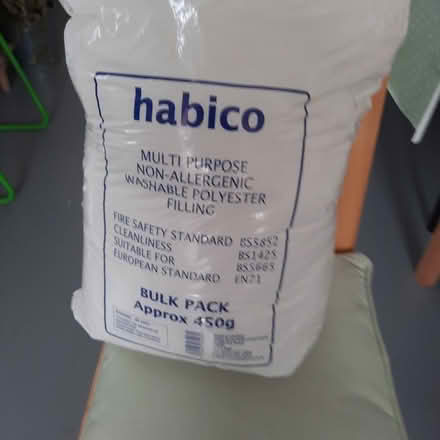 habico
MULTI PURPOSE
NON-ALLERGENIC
WASHABLE POLYESTER
FILLING
FIRE SAFETY STANDARD BS5852
CLEANLINESS BS1425
SUITABLE FOR BS5665
EUROPEAN STANDARD EN71
BULK PACK
Approx 450g